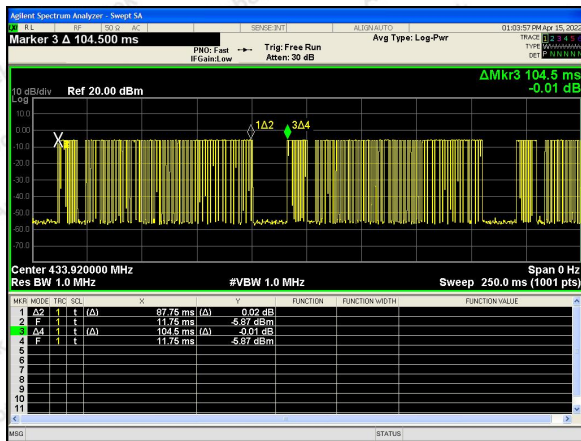 Agilent Spectrum Analyzer - Swept SA
RL RF 50 Ω AC SENSE:INT ALIGN AUTO 01:03:57 PM Apr 15, 2022
Marker 3 Δ 104.500 ms
PNO: Fast Trig: Free Run Avg Type: Log-Pwr TRACE 1 2 3 4 5
IFGain:Low Atten: 30 dB TYPE
DET P N N N N
ΔMkr3 104.5 ms
-0.01 dB
10 dB/div Ref 20.00 dBm
Log
10.0
0.00
-10.0
-20.0
-30.0
-40.0
-50.0
-60.0
-70.0
X 1Δ2 3Δ4
Center 433.920000 MHz Span 0 Hz
Res BW 1.0 MHz #VBW 1.0 MHz Sweep 250.0 ms (1001 pts)
MKR MODE TRC SCL X Y FUNCTION FUNCTION WIDTH FUNCTION VALUE
1 Δ2 1 t (Δ) 87.75 ms (Δ) 0.02 dB
2 F 1 t 11.75 ms -5.87 dBm
3 Δ4 1 t (Δ) 104.5 ms (Δ) -0.01 dB
4 F 1 t 11.75 ms -5.87 dBm
5
6
7
8
9
10
11
MSG STATUS